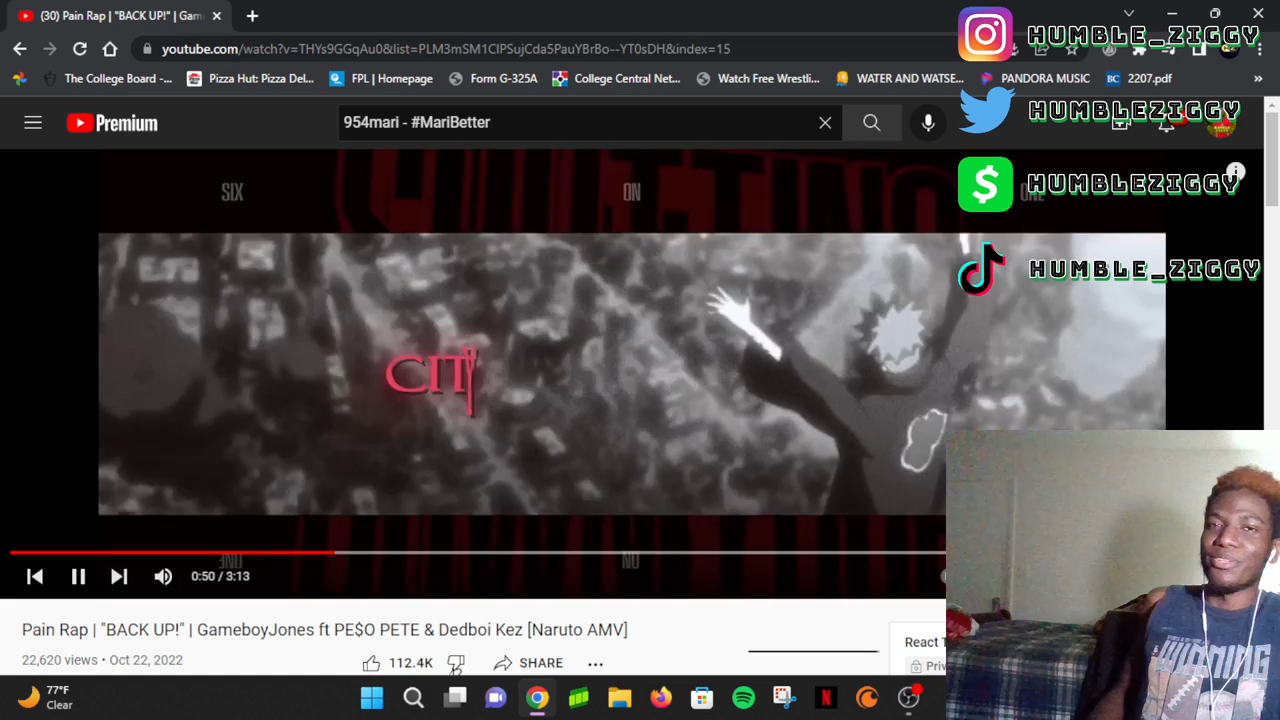 (30) Pain Rap | "BACK UP!" | Gam
youtube.com/watch?v=THYs9GGqAu0&list=PLM3mSM1CIPSujCda5PauYBrBo--YT0sDH&index=15
HUMBLE_ZIGGY
The College Board -...
Pizza Hut: Pizza Del...
FPL | Homepage
Form G-325A
College Central Net...
Watch Free Wrestli...
WATER AND WATSE...
PANDORA MUSIC
2207.pdf
Premium
954mari - #MariBetter
HUMBLEZIGGY
HUMBLEZIGGY
HUMBLE_ZIGGY
SIX
ON
ONE
CITY
ONE
NO
0:50 / 3:13
Pain Rap | "BACK UP!" | GameboyJones ft PE$O PETE & Dedboi Kez [Naruto AMV]
22,620 views • Oct 22, 2022
112.4K
SHARE
React T
Priv
77°F
Clear